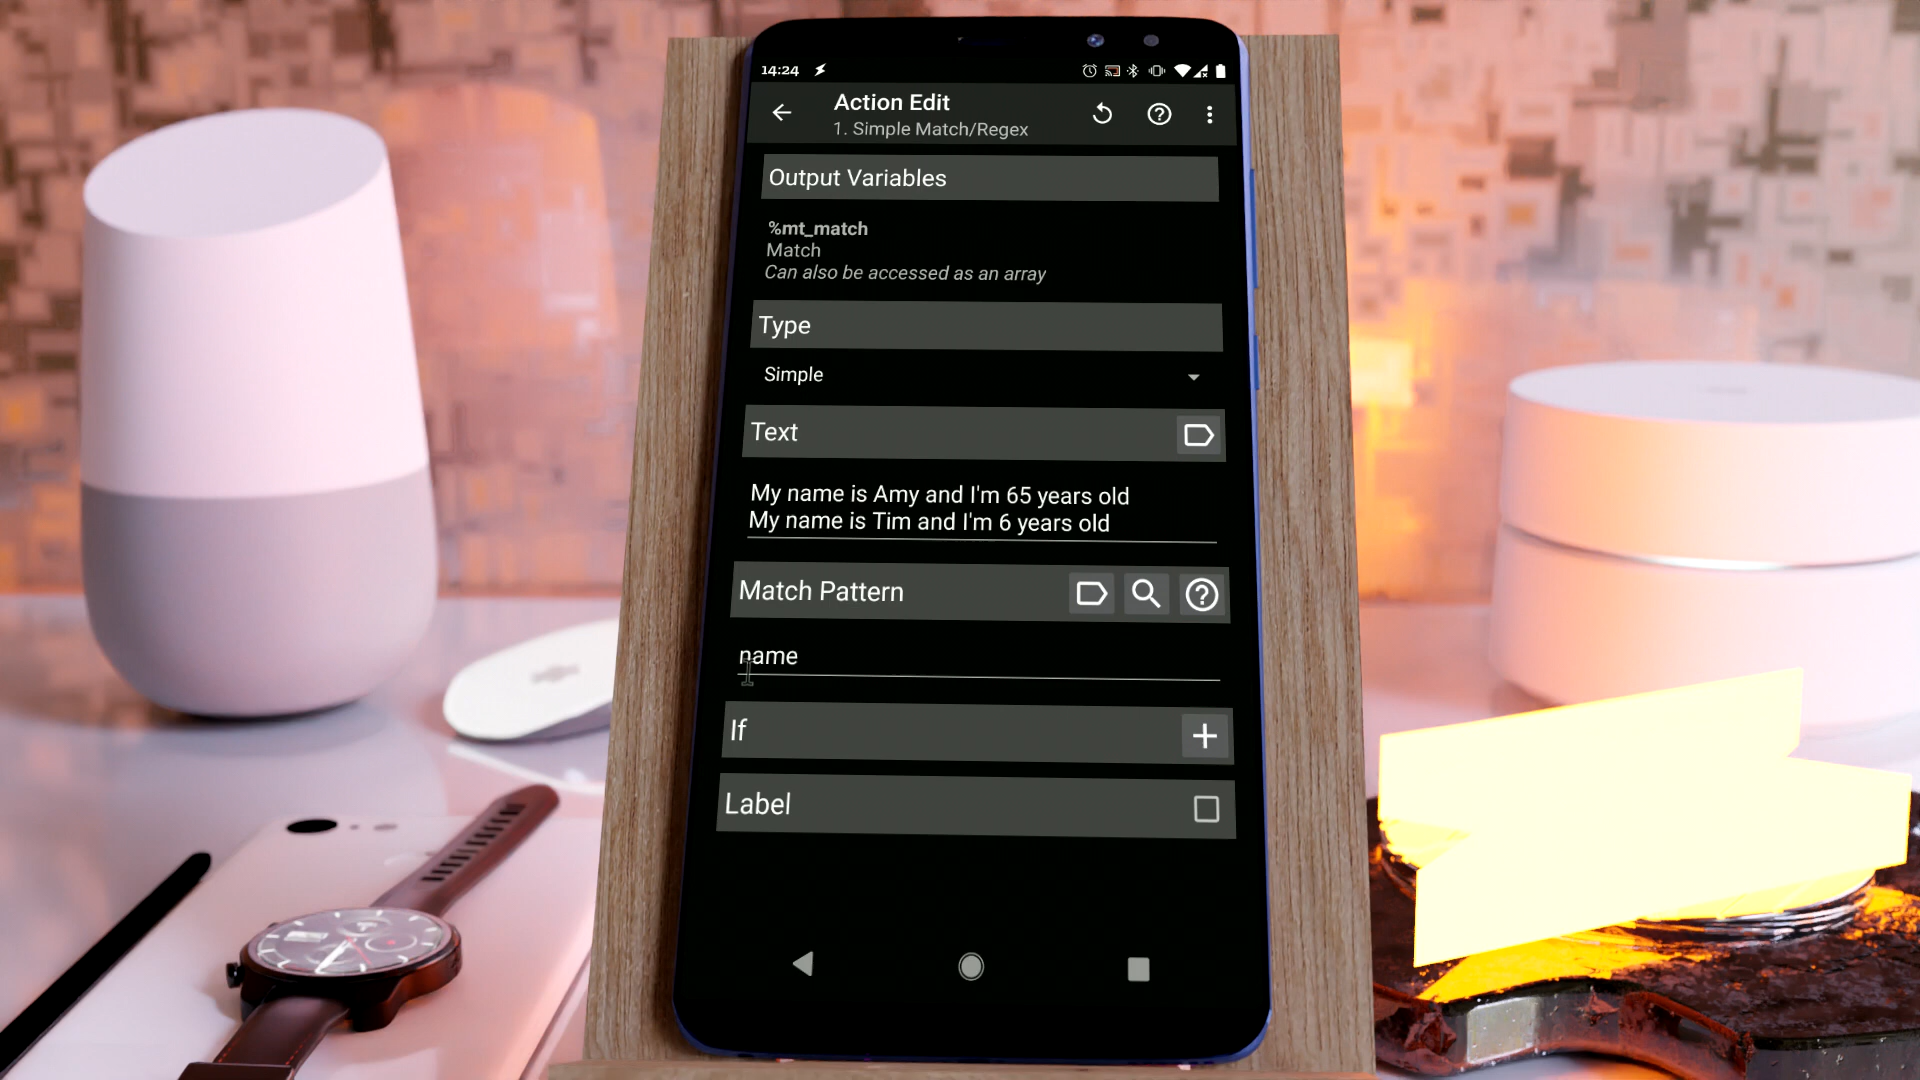 14:24
Action Edit
1. Simple Match/Regex
Output Variables
%mt_match
Match
Can also be accessed as an array
Type
Simple
Text
My name is Amy and I'm 65 years old
My name is Tim and I'm 6 years old
Match Pattern
name
If
Label